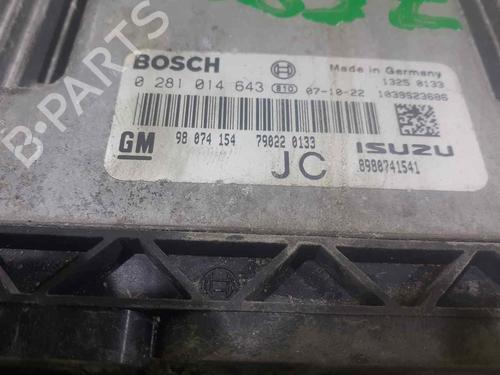 B-PARTS
BOSCH
Made in Germany
0 281 014 643 810 07-10-22
1325 0133
1039S23686
GM
98 074 154
79022 0133
JC
ISUZU
8980741541